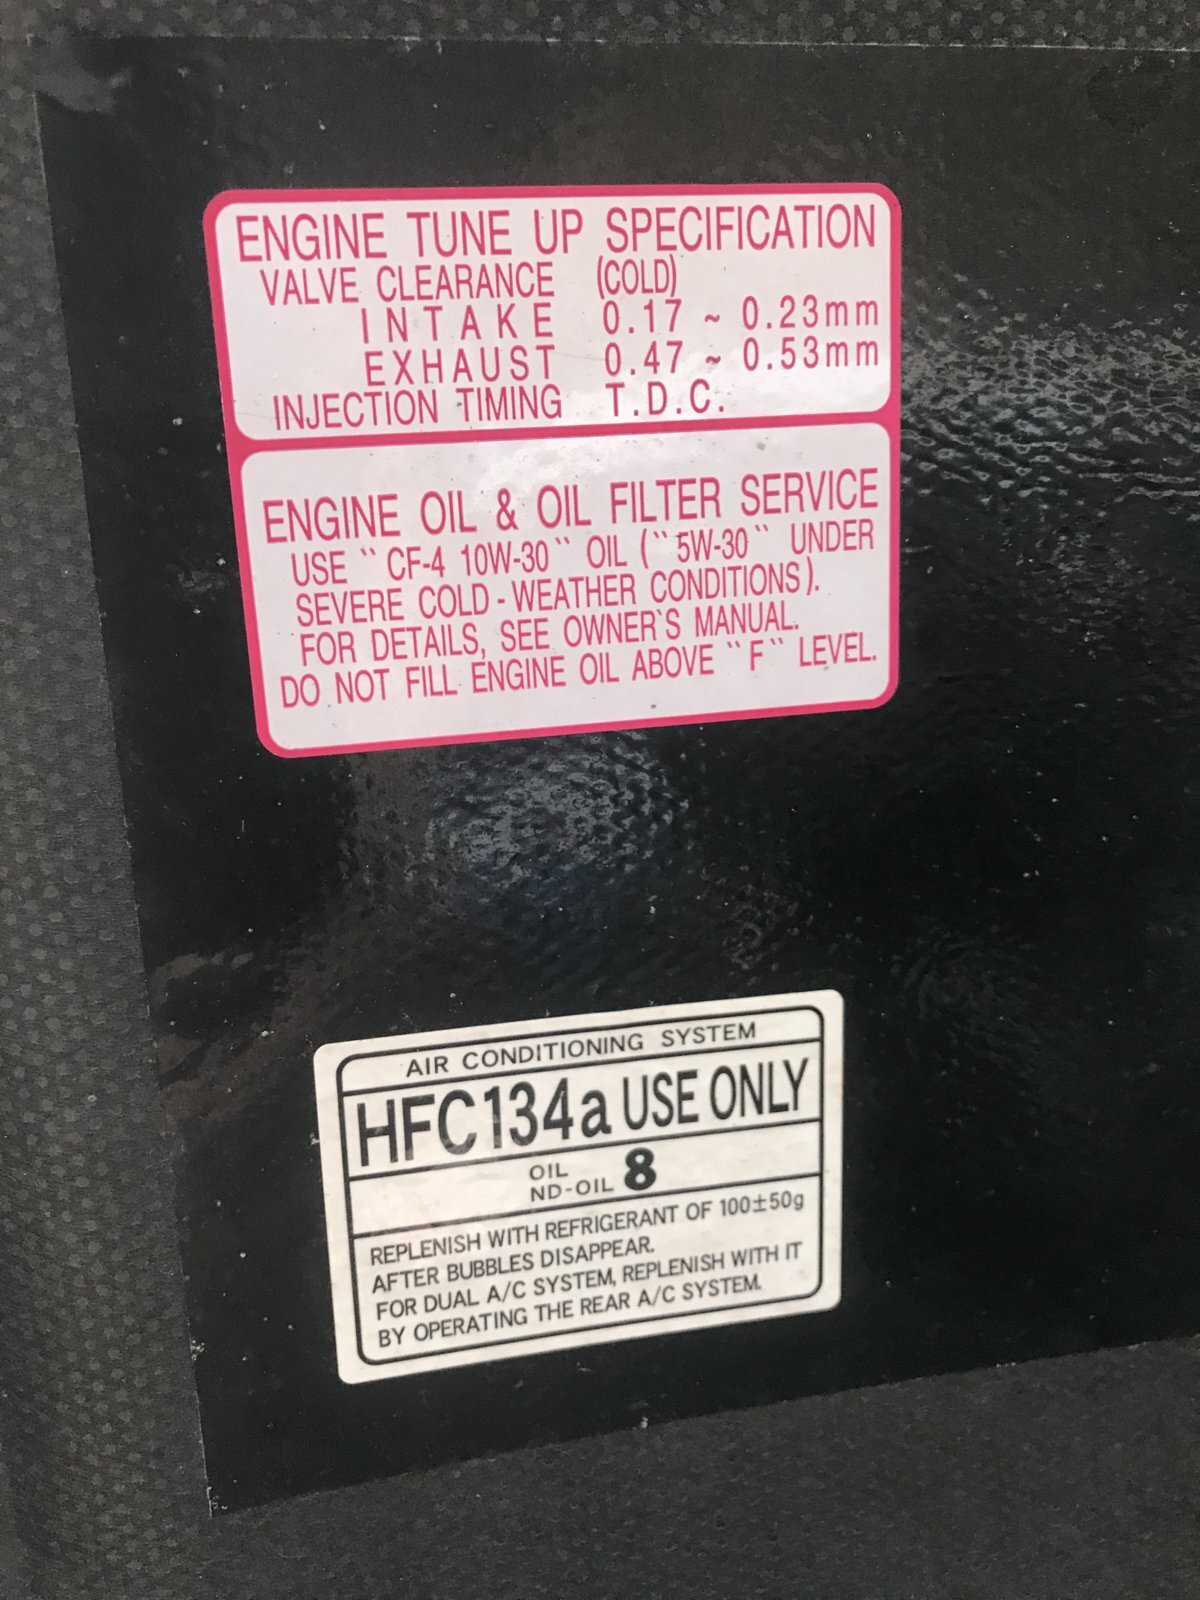 ENGINE TUNE UP SPECIFICATION
VALVE CLEARANCE (COLD)
INTAKE 0.17 ~ 0.23mm
EXHAUST 0.47 ~ 0.53mm
INJECTION TIMING T.D.C.
ENGINE OIL & OIL FILTER SERVICE
USE ``CF-4 10W-30`` OIL (``5W-30`` UNDER
SEVERE COLD-WEATHER CONDITIONS).
FOR DETAILS, SEE OWNER`S MANUAL.
DO NOT FILL ENGINE OIL ABOVE ``F`` LEVEL.
AIR CONDITIONING SYSTEM
HFC134a USE ONLY
OIL
ND-OIL 8
REPLENISH WITH REFRIGERANT OF 100±50g
AFTER BUBBLES DISAPPEAR.
FOR DUAL A/C SYSTEM, REPLENISH WITH IT
BY OPERATING THE REAR A/C SYSTEM.